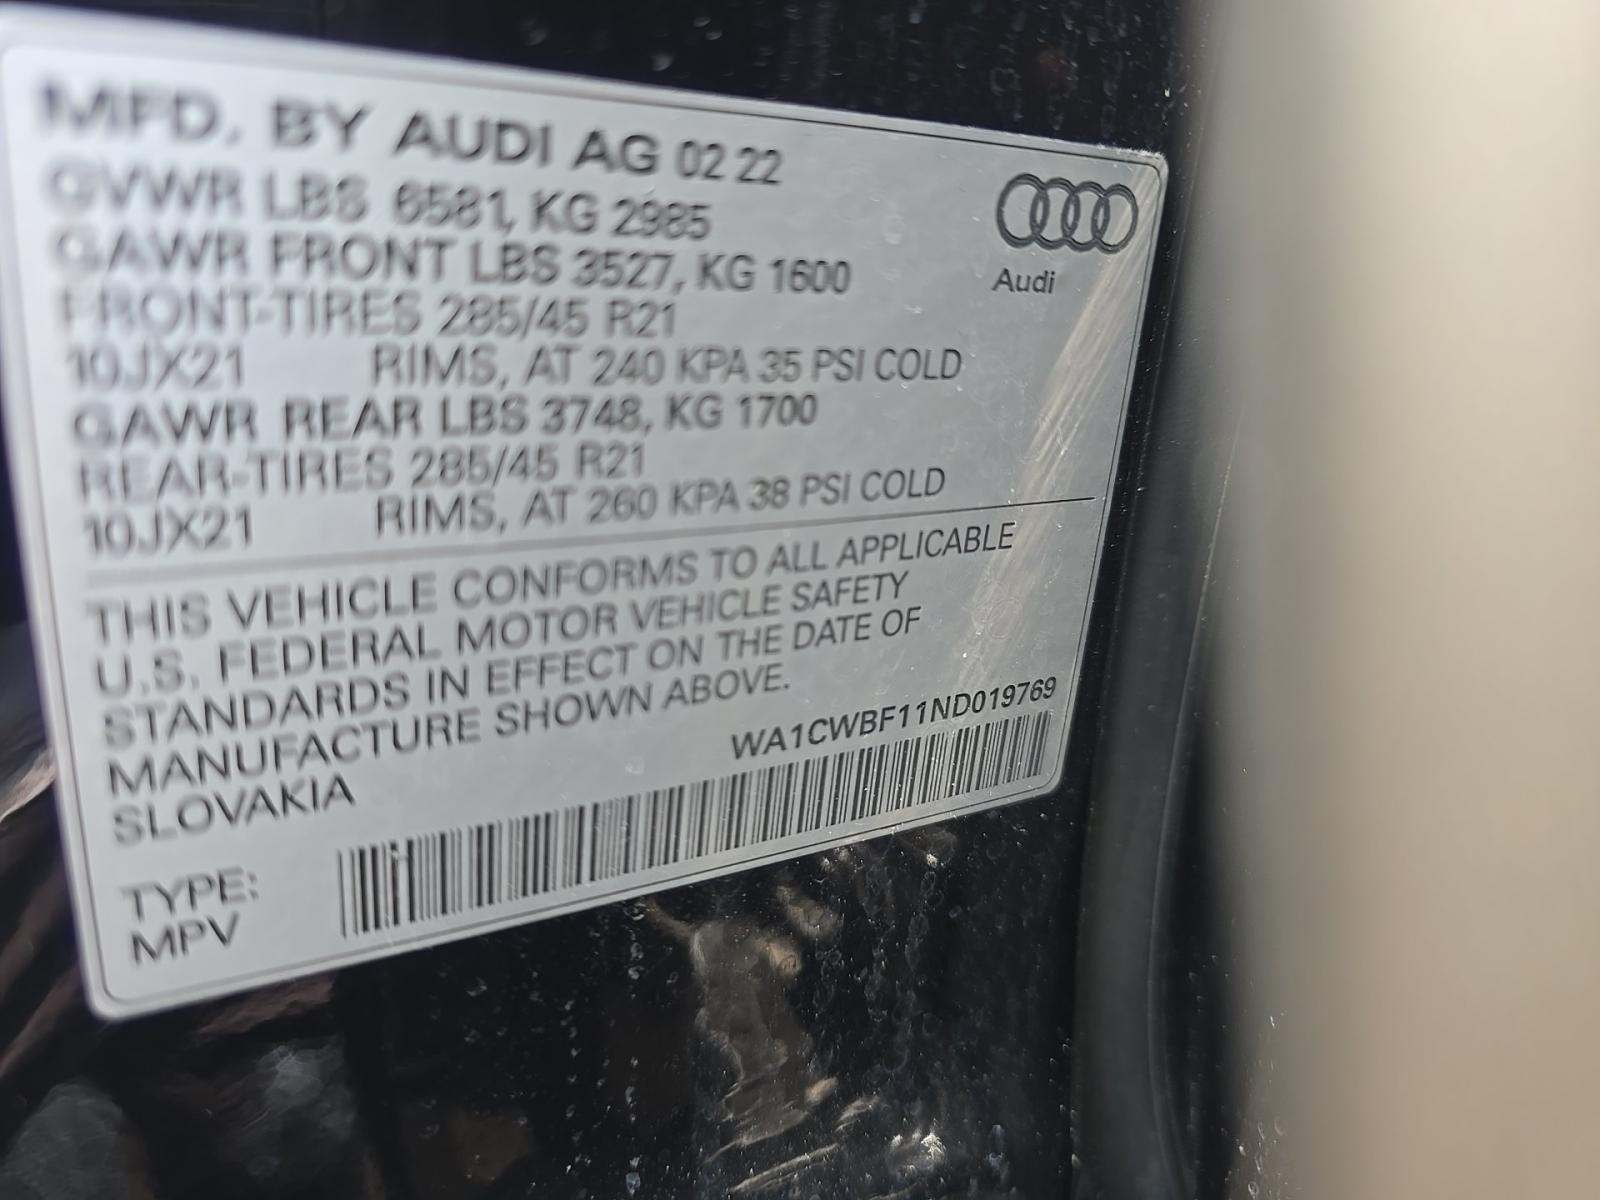 MFD. BY AUDI AG 02 22
GVWR LBS 6581, KG 2985
GAWR FRONT LBS 3527, KG 1600
FRONT-TIRES 285/45 R21
10JX21 RIMS, AT 240 KPA 35 PSI COLD
GAWR REAR LBS 3748, KG 1700
REAR-TIRES 285/45 R21
10JX21 RIMS, AT 260 KPA 38 PSI COLD
Audi
THIS VEHICLE CONFORMS TO ALL APPLICABLE
U.S. FEDERAL MOTOR VEHICLE SAFETY
STANDARDS IN EFFECT ON THE DATE OF
MANUFACTURE SHOWN ABOVE.
SLOVAKIA
WA1CWBF11ND019769
TYPE:
MPV